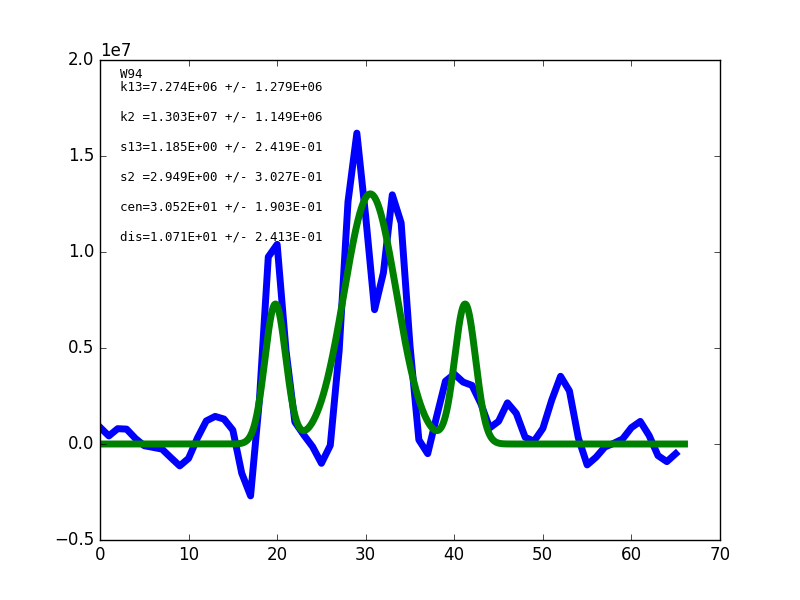 1e7
2.0
W94
k13=7.274E+06 +/- 1.279E+06
k2 =1.303E+07 +/- 1.149E+06
1.5
s13=1.185E+00 +/- 2.419E-01
s2 =2.949E+00 +/- 3.027E-01
cen=3.052E+01 +/- 1.903E-01
dis=1.071E+01 +/- 2.413E-01
1.0
0.5
0.0
−0.5
0 10 20 30 40 50 60 70